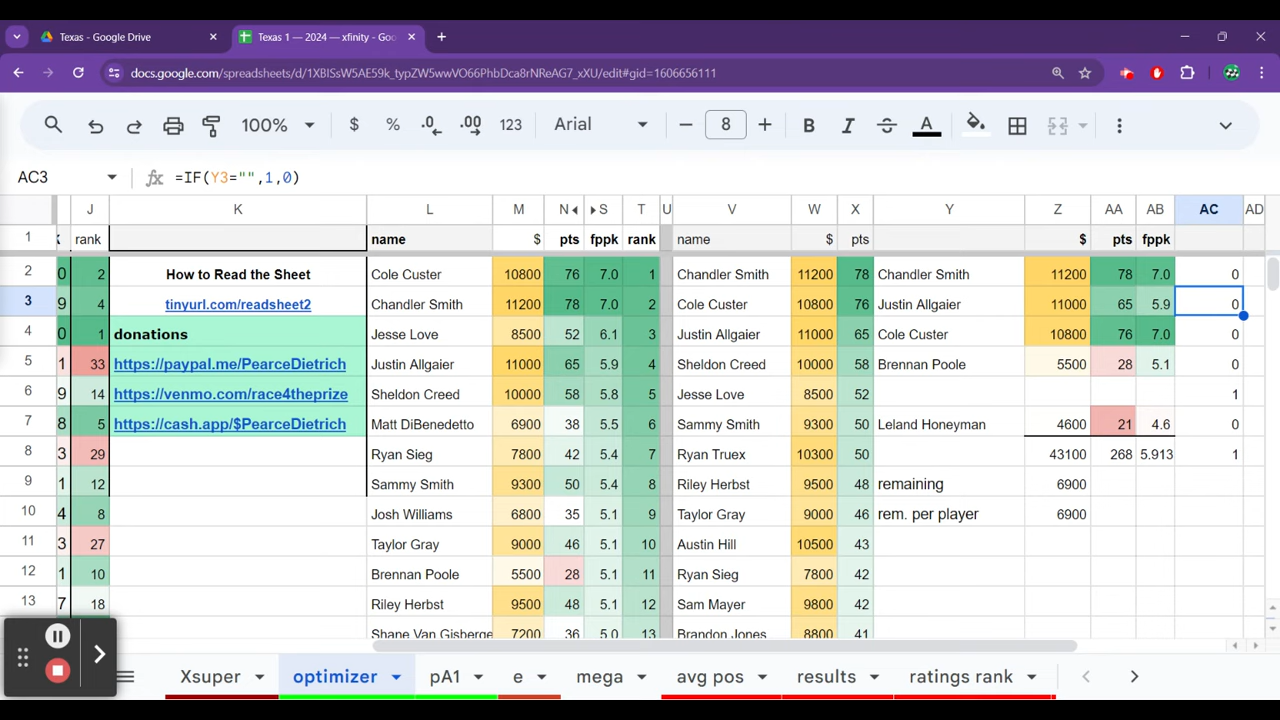 Texas - Google Drive
Texas 1 — 2024 — xfinity - Goo
docs.google.com/spreadsheets/d/1XBISsW5AE59k_typZW5wwVO66PhbDca8rNReAG7_xXU/edit#gid=1606656111
100% $ % .0 .00 123 Arial 8 B I A
AC3 fx =IF(Y3="",1,0)
J K L M N S T U V W X Y Z AA AB AC AD
1 rank name $ pts fppk rank name $ pts $ pts fppk
2 0 2 How to Read the Sheet Cole Custer 10800 76 7.0 1 Chandler Smith 11200 78 Chandler Smith 11200 78 7.0 0
3 9 4 tinyurl.com/readsheet2 Chandler Smith 11200 78 7.0 2 Cole Custer 10800 76 Justin Allgaier 11000 65 5.9 0
4 0 1 donations Jesse Love 8500 52 6.1 3 Justin Allgaier 11000 65 Cole Custer 10800 76 7.0 0
5 1 33 https://paypal.me/PearceDietrich Justin Allgaier 11000 65 5.9 4 Sheldon Creed 10000 58 Brennan Poole 5500 28 5.1 0
6 9 14 https://venmo.com/race4theprize Sheldon Creed 10000 58 5.8 5 Jesse Love 8500 52 1
7 8 5 https://cash.app/$PearceDietrich Matt DiBenedetto 6900 38 5.5 6 Sammy Smith 9300 50 Leland Honeyman 4600 21 4.6 0
8 3 29 Ryan Sieg 7800 42 5.4 7 Ryan Truex 10300 50 43100 268 5.913 1
9 1 12 Sammy Smith 9300 50 5.4 8 Riley Herbst 9500 48 remaining 6900
10 4 8 Josh Williams 6800 35 5.1 9 Taylor Gray 9000 46 rem. per player 6900
11 3 27 Taylor Gray 9000 46 5.1 10 Austin Hill 10500 43
12 1 10 Brennan Poole 5500 28 5.1 11 Ryan Sieg 7800 42
13 7 18 Riley Herbst 9500 48 5.1 12 Sam Mayer 9800 42
Shane Van Gisberge 7200 36 5.0 13 Brandon Jones 8800 41
Xsuper optimizer pA1 e mega avg pos results ratings rank